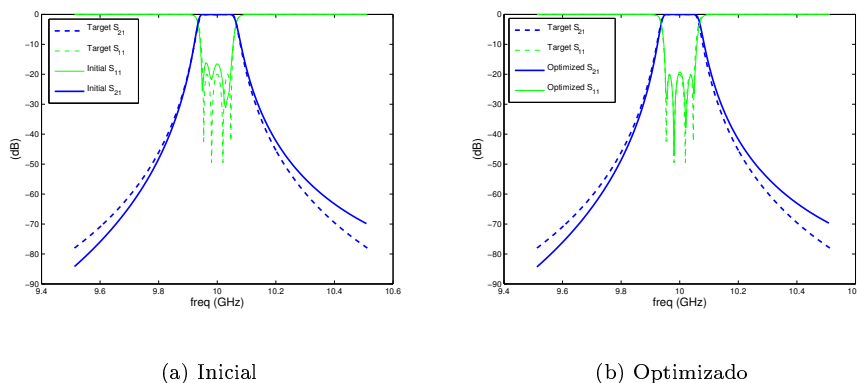 0
−10
−20
−30
−40
−50
−60
−70
−80
−90
(dB)
9.4
9.6
9.8
10
10.2
10.4
10.6
freq (GHz)
Target S21
Target S11
Initial S11
Initial S21
(a) Inicial
0
−10
−20
−30
−40
−50
−60
−70
−80
−90
(dB)
9.4
9.6
9.8
10
10.2
10.4
10.
freq (GHz)
Target S21
Target S11
Optimized S21
Optimized S11
(b) Optimizado